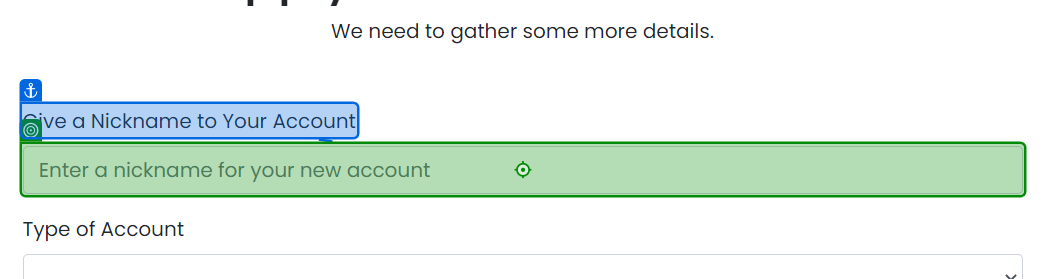 We need to gather some more details.
Give a Nickname to Your Account
Enter a nickname for your new account
Type of Account